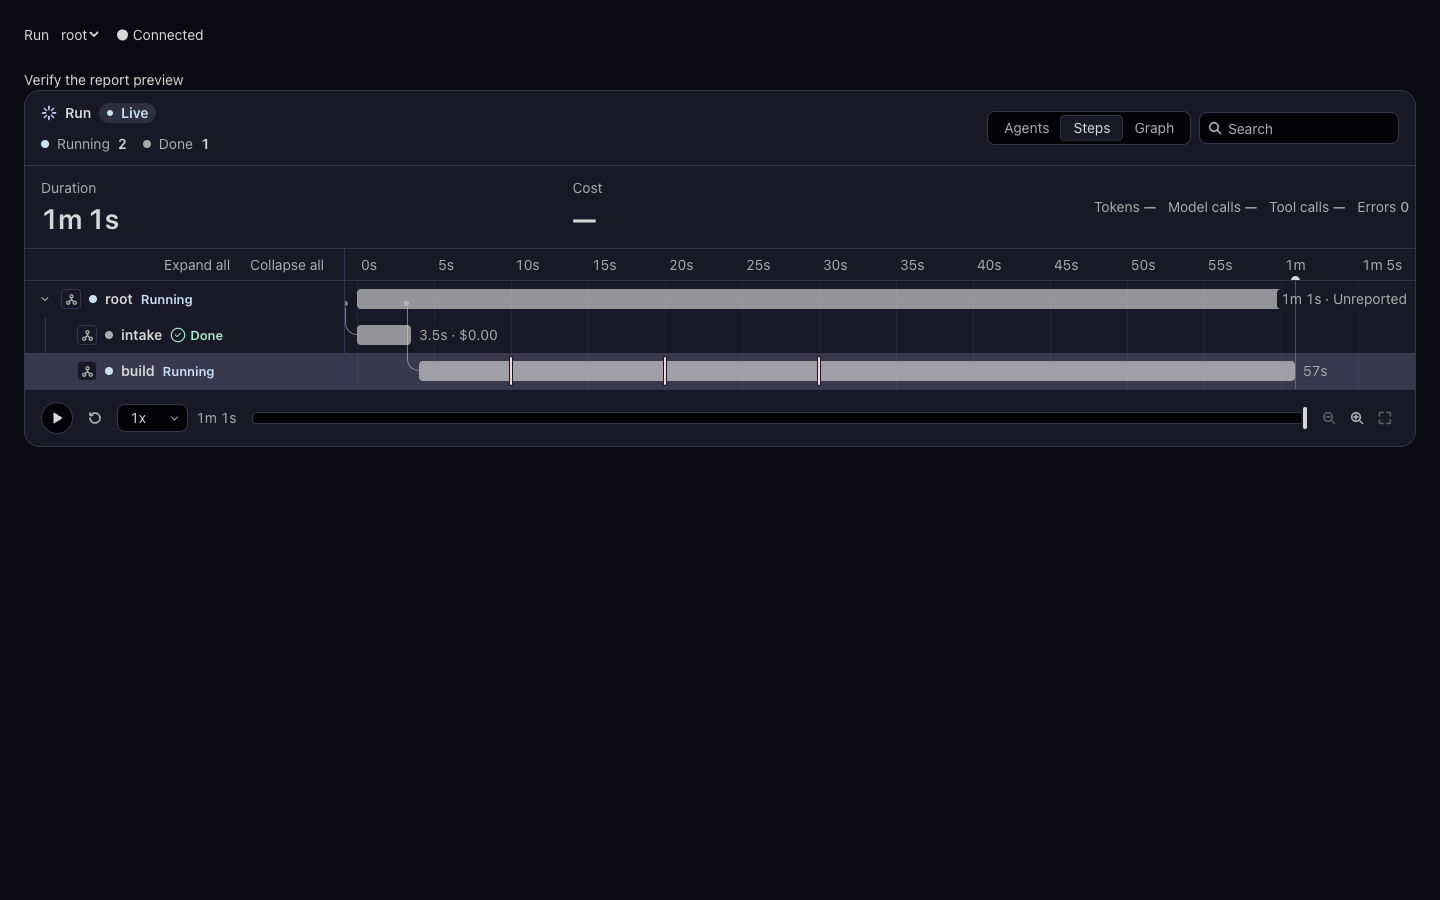 Run root Connected
Verify the report preview
Run Live
Running 2 Done 1
Agents Steps Graph Search
Duration Cost
1m 1s —
Tokens — Model calls — Tool calls — Errors 0
Expand all Collapse all 0s 5s 10s 15s 20s 25s 30s 35s 40s 45s 50s 55s 1m 1m 5s
root Running 1m 1s · Unreported
intake Done 3.5s · $0.00
build Running 57s
1x 1m 1s